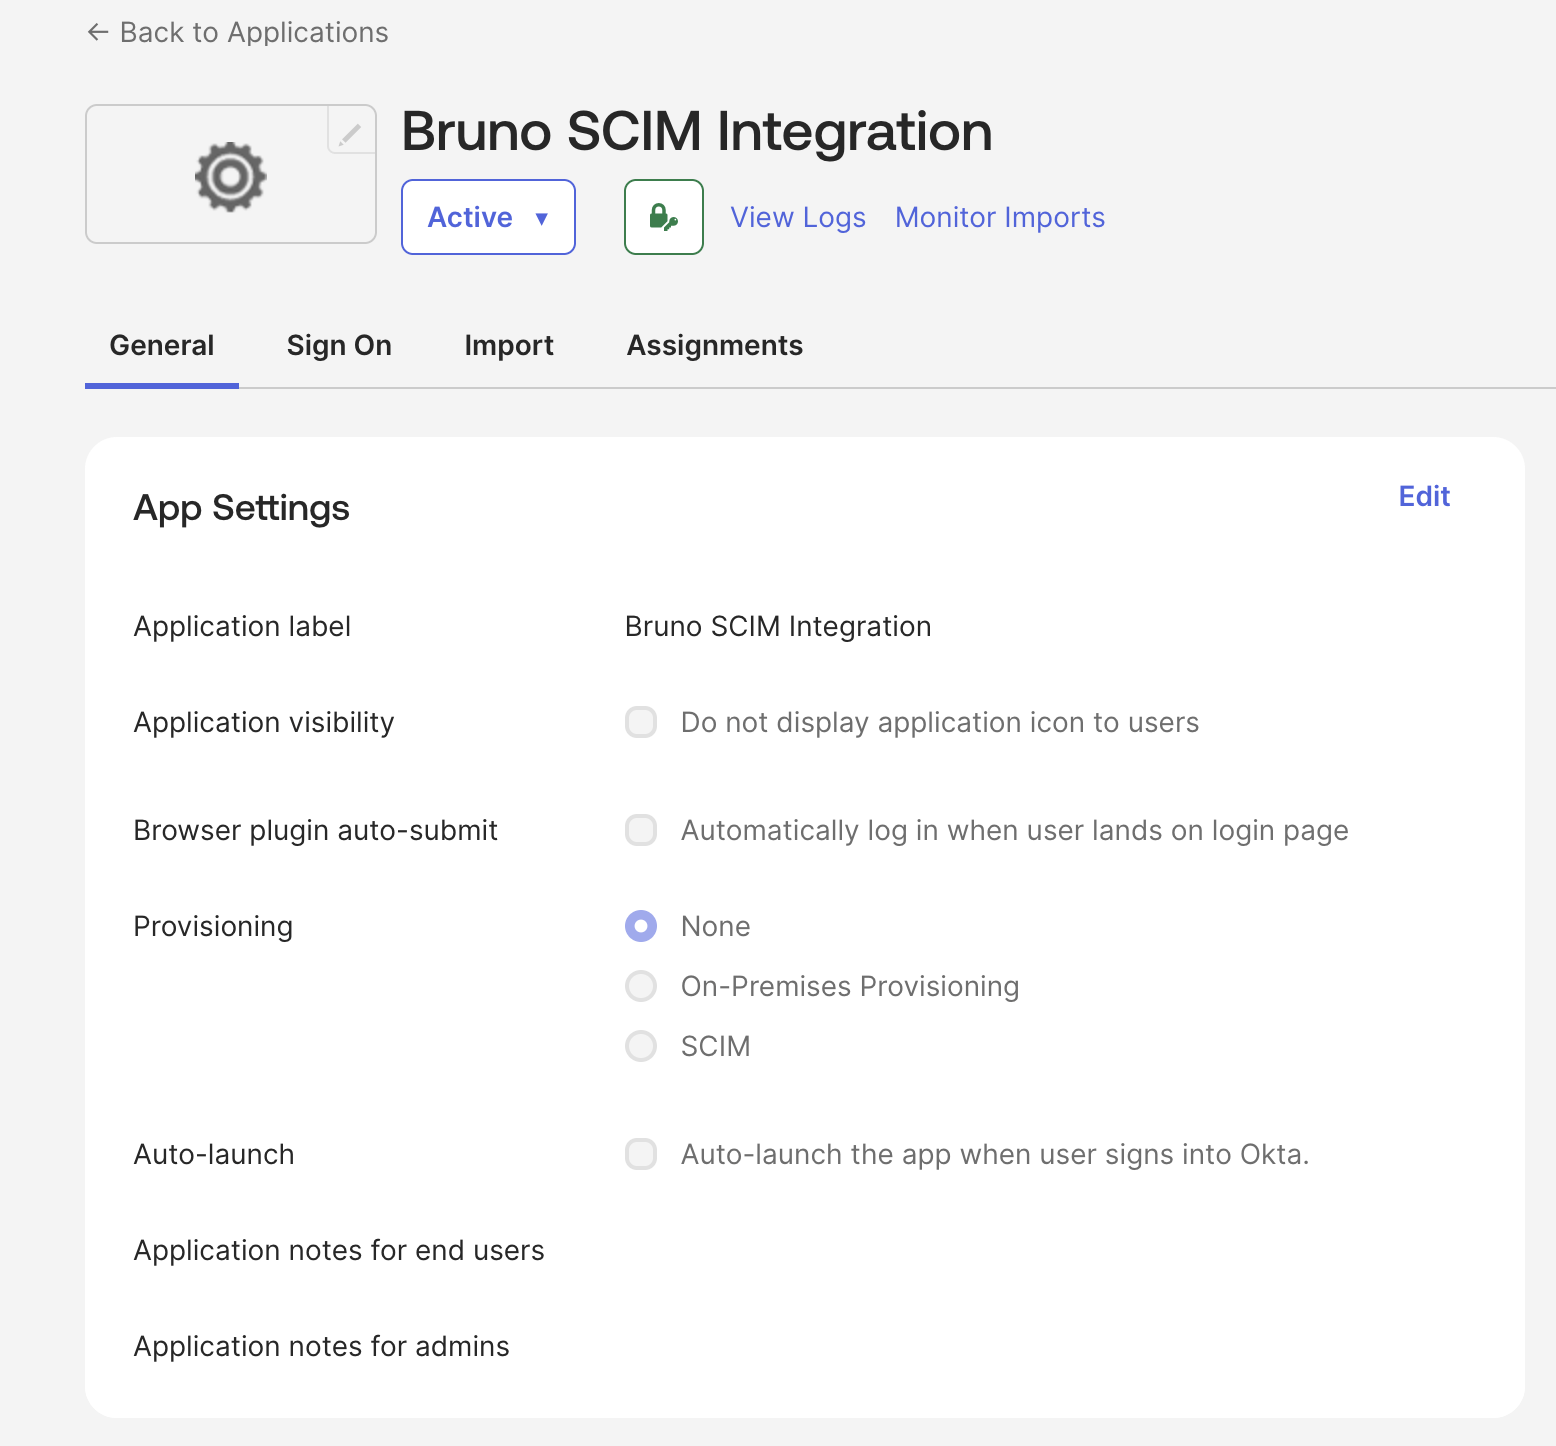 ← Back to Applications
Bruno SCIM Integration
Active ▼ View Logs Monitor Imports
General Sign On Import Assignments
App Settings Edit
Application label Bruno SCIM Integration
Application visibility Do not display application icon to users
Browser plugin auto-submit Automatically log in when user lands on login page
Provisioning None
On-Premises Provisioning
SCIM
Auto-launch Auto-launch the app when user signs into Okta.
Application notes for end users
Application notes for admins